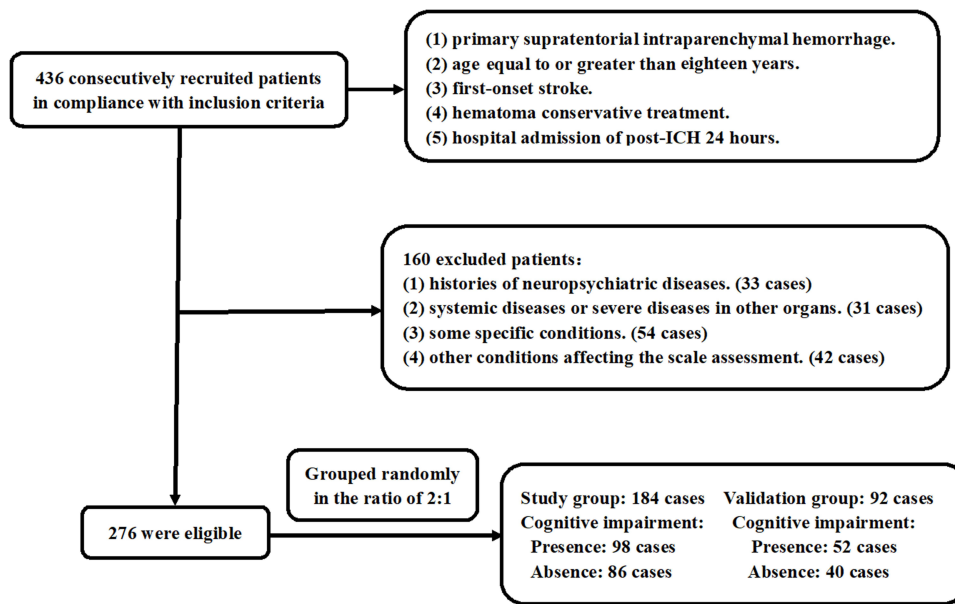 436 consecutively recruited patients
in compliance with inclusion criteria
(1) primary supratentorial intraparenchymal hemorrhage.
(2) age equal to or greater than eighteen years.
(3) first-onset stroke.
(4) hematoma conservative treatment.
(5) hospital admission of post-ICH 24 hours.
160 excluded patients：
(1) histories of neuropsychiatric diseases. (33 cases)
(2) systemic diseases or severe diseases in other organs. (31 cases)
(3) some specific conditions. (54 cases)
(4) other conditions affecting the scale assessment. (42 cases)
Grouped randomly
in the ratio of 2:1
276 were eligible
Study group: 184 cases Validation group: 92 cases
Cognitive impairment: Cognitive impairment:
Presence: 98 cases Presence: 52 cases
Absence: 86 cases Absence: 40 cases